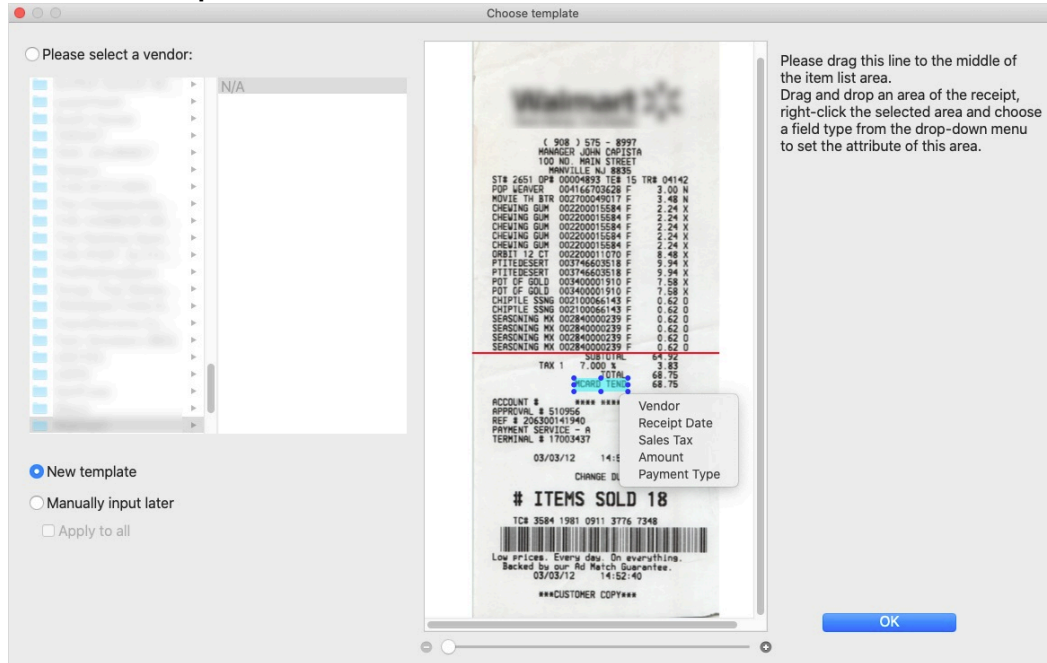 Choose template
Please select a vendor:
N/A
New template
Manually input later
Apply to all
Walmart
( 908 ) 575 - 8997
MANAGER JOHN CAPISTA
100 NO. MAIN STREET
MANVILLE NJ 8835
ST# 2651 OP# 00004893 TE# 15 TR# 04142
POP WEAVER 004166703628 F 3.00 N
MOVIE TH BTR 002700049017 F 3.48 N
CHEWING GUM 002200015584 F 2.24 X
CHEWING GUM 002200015584 F 2.24 X
CHEWING GUM 002200015584 F 2.24 X
CHEWING GUM 002200015584 F 2.24 X
CHEWING GUM 002200015584 F 2.24 X
ORBIT 12 CT 002200011070 F 8.48 X
PTITEDESERT 003746603518 F 9.94 X
PTITEDESERT 003746603518 F 9.94 X
POT OF GOLD 003400001910 F 7.58 X
POT OF GOLD 003400001910 F 7.58 X
CHIPTLE SSNG 002100066143 F 0.62 O
CHIPTLE SSNG 002100066143 F 0.62 O
SEASONING MX 002840000239 F 0.62 O
SEASONING MX 002840000239 F 0.62 O
SEASONING MX 002840000239 F 0.62 O
SEASONING MX 002840000239 F 0.62 O
SUBTOTAL 64.92
TAX 1 7.000 % 3.83
TOTAL 68.75
MCARD TEND 68.75
ACCOUNT # **** ****
APPROVAL # 510956
REF # 206300141940
PAYMENT SERVICE - A
TERMINAL # 17003437
03/03/12 14:5
CHANGE DU
Vendor
Receipt Date
Sales Tax
Amount
Payment Type
# ITEMS SOLD 18
TC# 3584 1981 0911 3776 7348
Low prices. Every day. On everything.
Backed by our Ad Match Guarantee.
03/03/12 14:52:40
***CUSTOMER COPY***
Please drag this line to the middle of
the item list area.
Drag and drop an area of the receipt,
right-click the selected area and choose
a field type from the drop-down menu
to set the attribute of this area.
OK